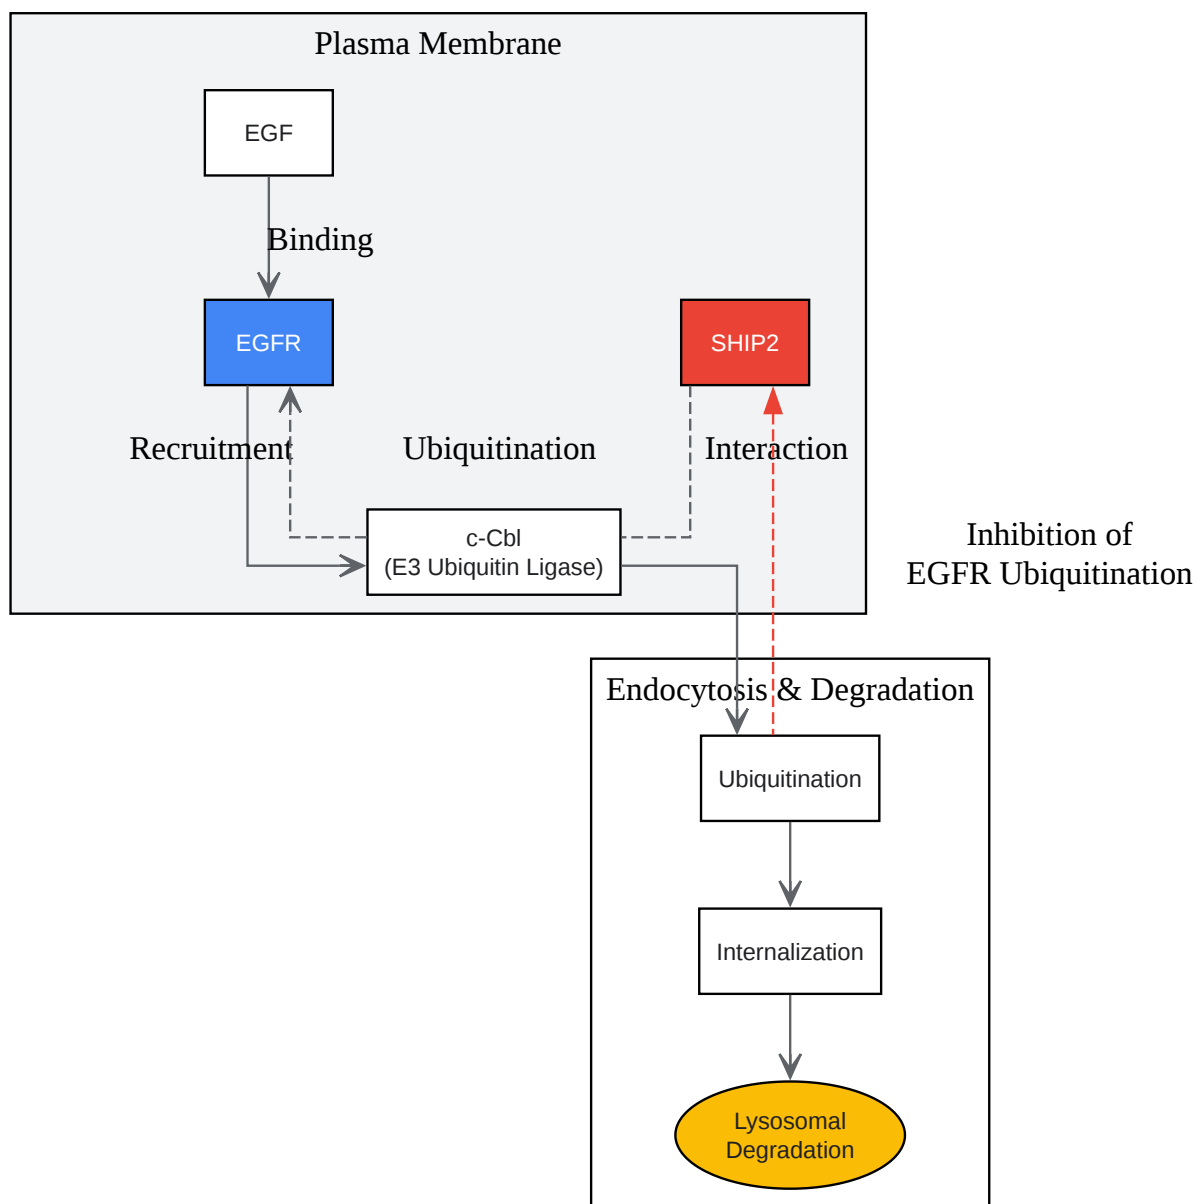 Plasma Membrane
EGF
Binding
EGFR
SHIP2
Recruitment
Ubiquitination
Interaction
c-Cbl
(E3 Ubiquitin Ligase)
Inhibition of
EGFR Ubiquitination
Endocytosis & Degradation
Ubiquitination
Internalization
Lysosomal
Degradation